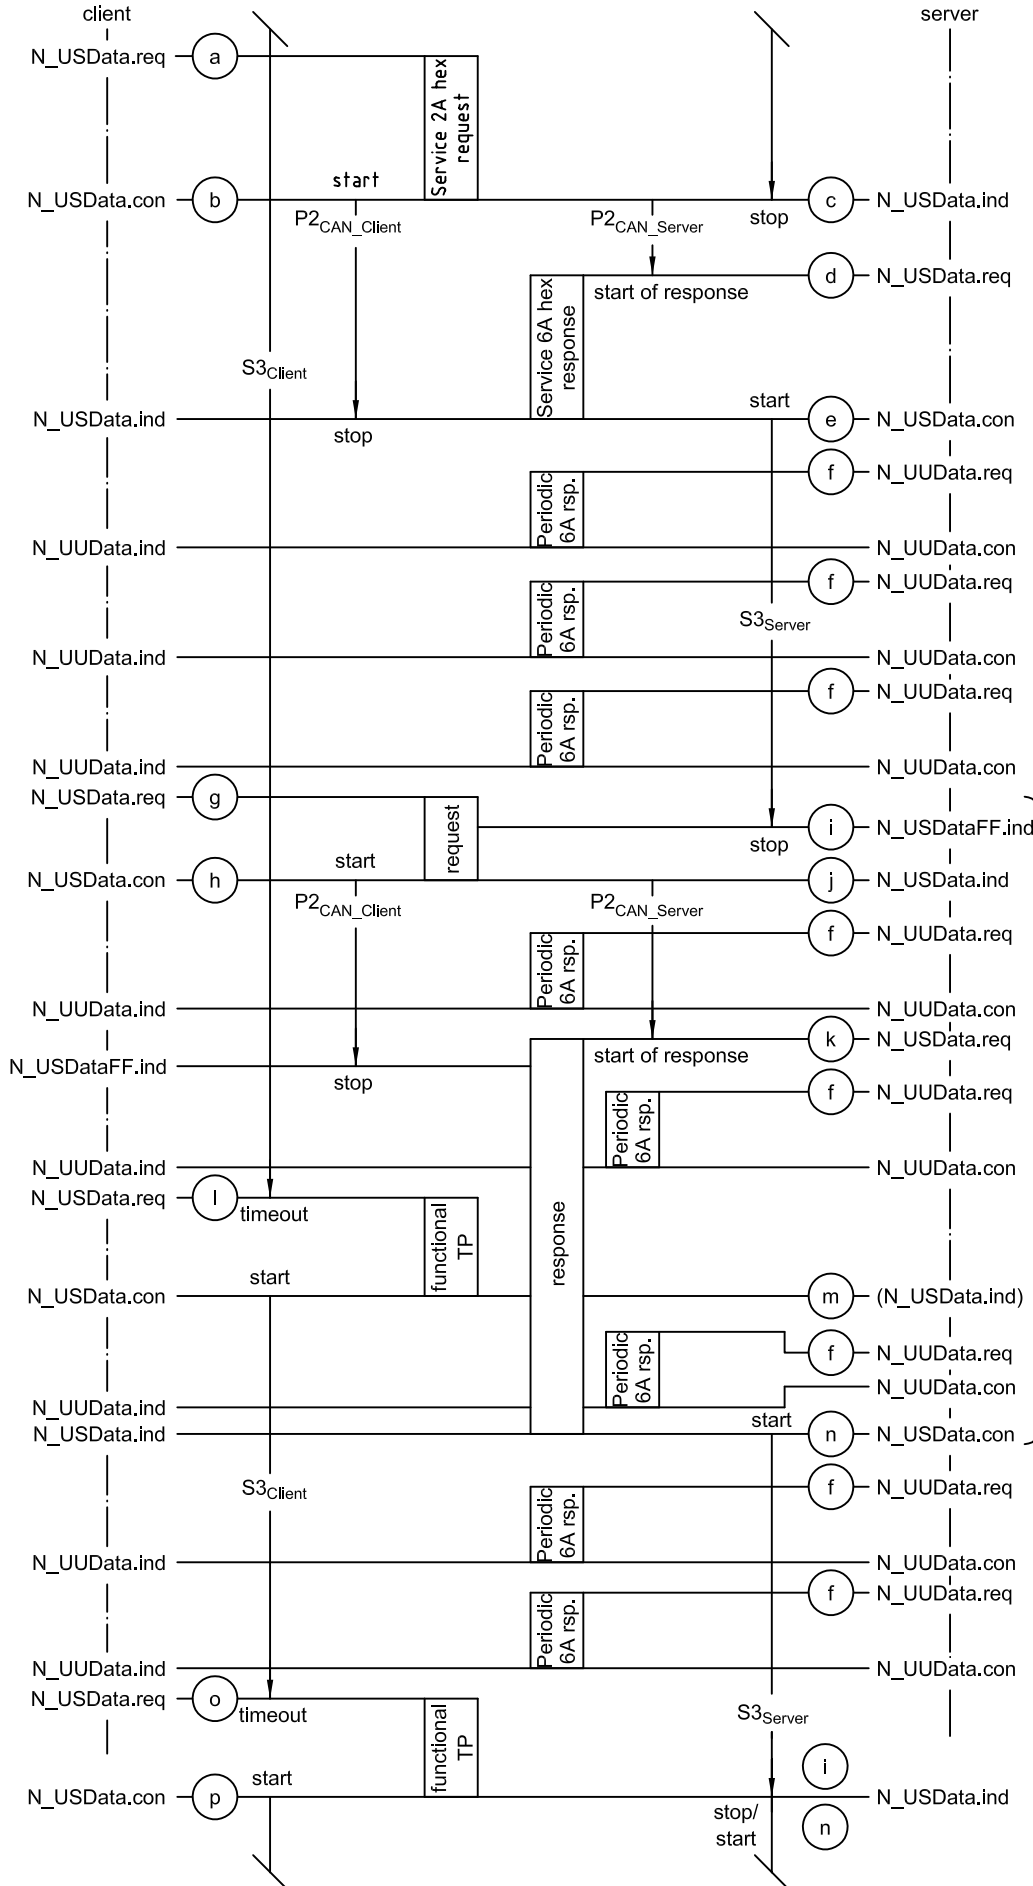 client
server
N_USData.req
a
Service 2A hex
request
N_USData.con
b
start
stop
c
N_USData.ind
P2CAN_Client
P2CAN_Server
start of response
d
N_USData.req
Service 6A hex
response
S3Client
N_USData.ind
stop
start
e
N_USData.con
Periodic
6A rsp.
f
N_UUData.req
N_UUData.ind
N_UUData.con
Periodic
6A rsp.
f
N_UUData.req
S3Server
N_UUData.ind
N_UUData.con
Periodic
6A rsp.
f
N_UUData.req
N_UUData.ind
N_UUData.con
N_USData.req
g
request
stop
i
N_USDataFF.ind
N_USData.con
h
start
j
N_USData.ind
P2CAN_Client
P2CAN_Server
Periodic
6A rsp.
f
N_UUData.req
N_UUData.ind
N_UUData.con
start of response
k
N_USData.req
N_USDataFF.ind
stop
response
Periodic
6A rsp.
f
N_UUData.req
N_UUData.ind
N_UUData.con
N_USData.req
l
timeout
functional
TP
N_USData.con
start
m
(N_USData.ind)
Periodic
6A rsp.
f
N_UUData.req
N_UUData.con
N_UUData.ind
N_USData.ind
start
n
N_USData.con
S3Client
Periodic
6A rsp.
f
N_UUData.req
N_UUData.ind
N_UUData.con
Periodic
6A rsp.
f
N_UUData.req
N_UUData.ind
N_UUData.con
N_USData.req
o
timeout
functional
TP
S3Server
i
N_USData.con
p
start
N_USData.ind
stop/
start
n